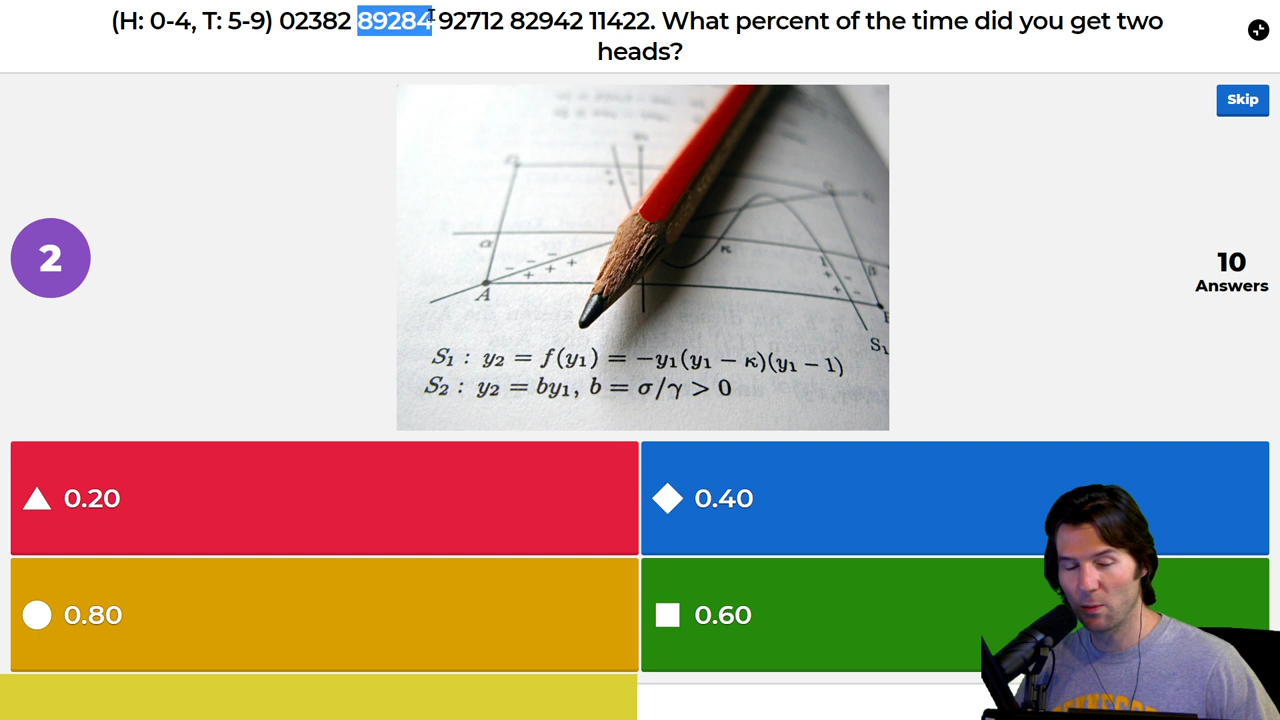 (H: 0-4, T: 5-9) 02382 89284 92712 82942 11422. What percent of the time did you get two
heads?
Skip
2
10
Answers
A
α
κ
β
S₁
S₁ : y₂ = f(y₁) = −y₁(y₁ − κ)(y₁ − 1)
S₂ : y₂ = by₁, b = σ/γ > 0
0.20
0.40
0.80
0.60